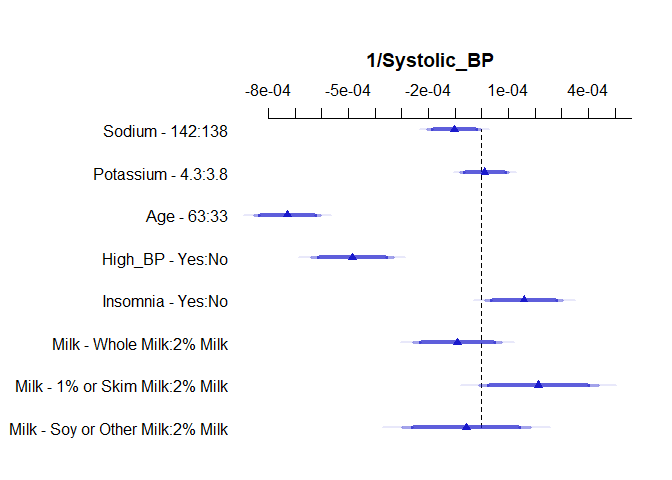 1/Systolic_BP
-8e-04 -5e-04 -2e-04 1e-04 4e-04
Sodium - 142:138
Potassium - 4.3:3.8
Age - 63:33
High_BP - Yes:No
Insomnia - Yes:No
Milk - Whole Milk:2% Milk
Milk - 1% or Skim Milk:2% Milk
Milk - Soy or Other Milk:2% Milk